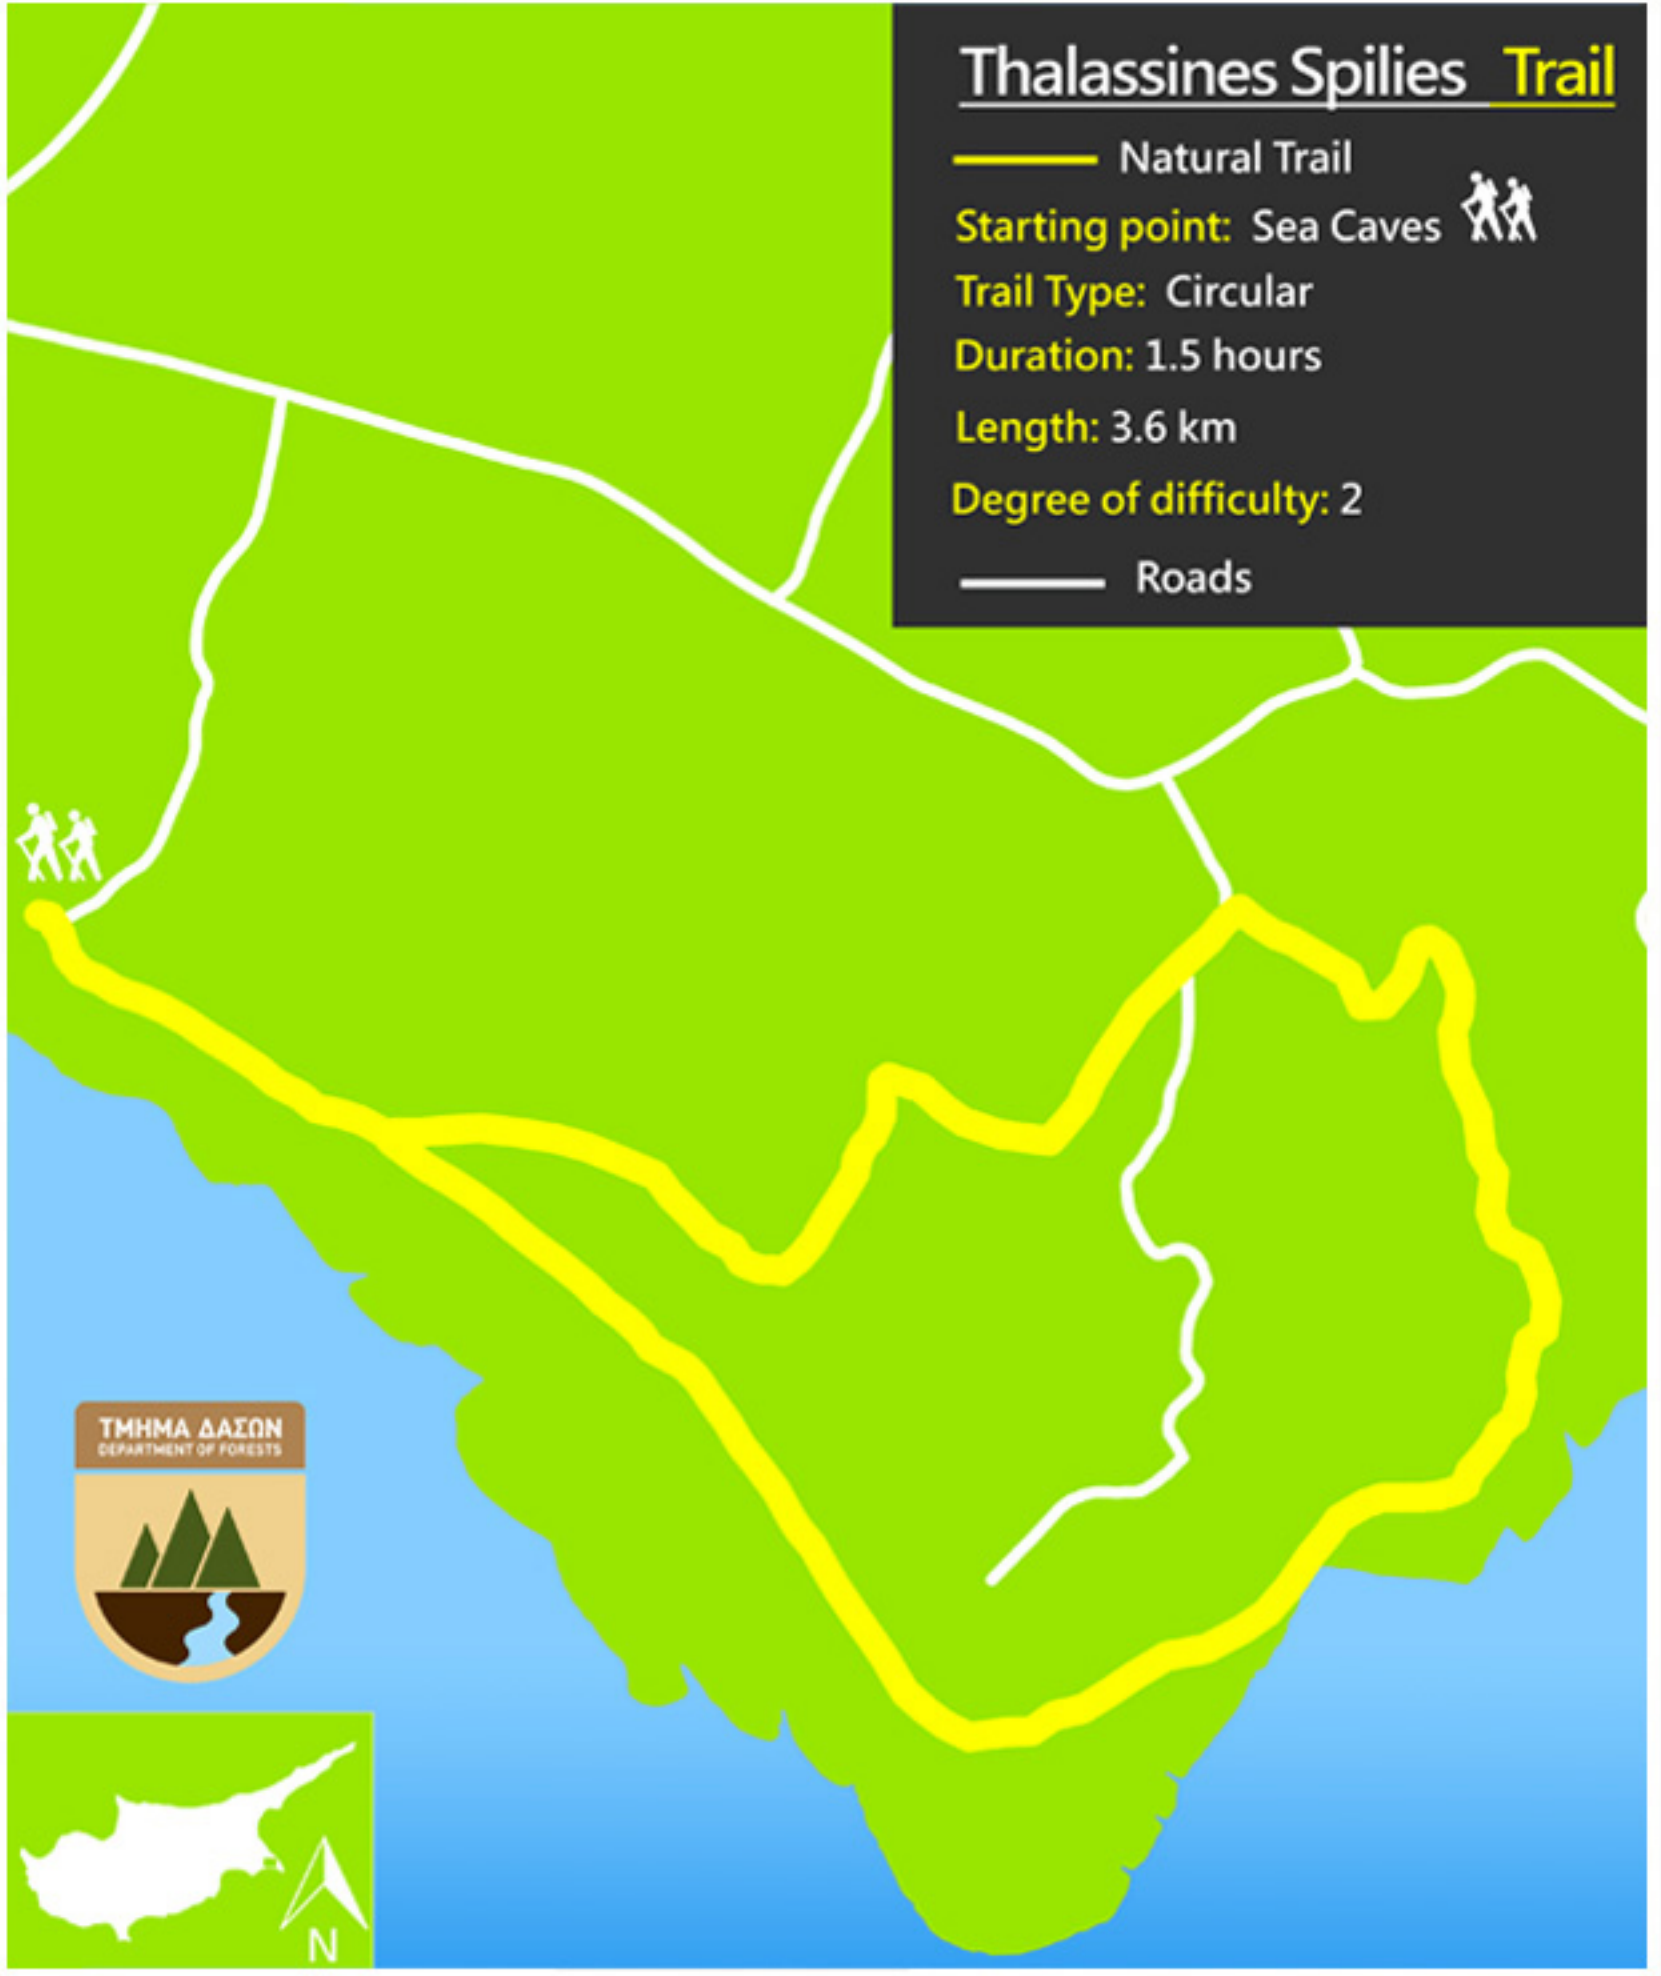 Thalassines Spilies Trail
Natural Trail
Starting point: Sea Caves
Trail Type: Circular
Duration: 1.5 hours
Length: 3.6 km
Degree of difficulty: 2
Roads
ΤΜΗΜΑ ΔΑΣΩΝ
DEPARTMENT OF FORESTS
N